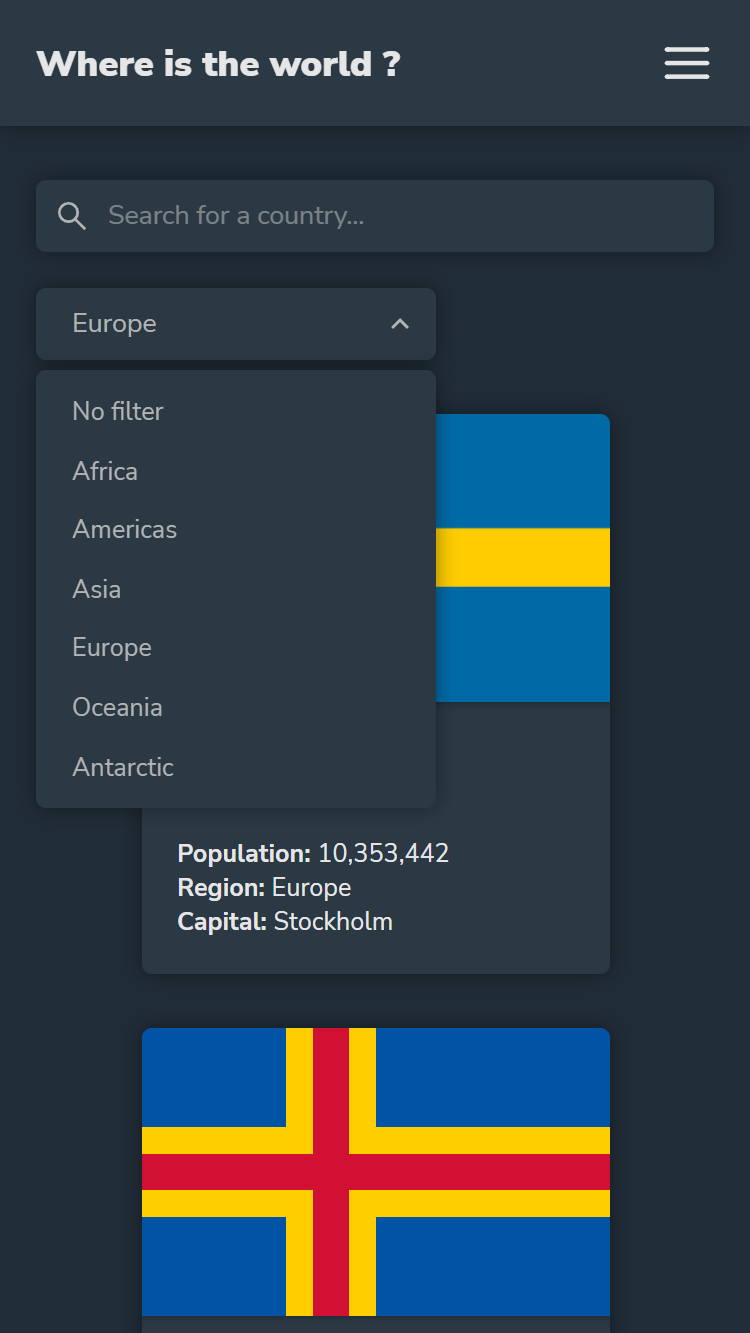 Where is the world ?
Search for a country...
Europe
No filter
Africa
Americas
Asia
Europe
Oceania
Antarctic
Population: 10,353,442
Region: Europe
Capital: Stockholm